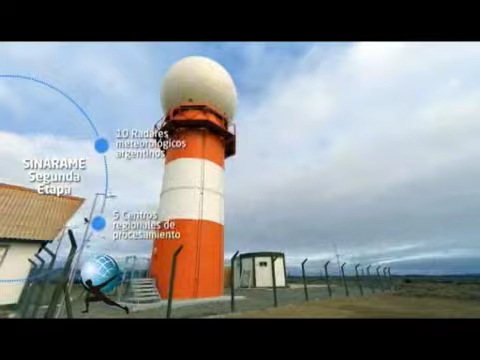 SINARAME
Segunda
Etapa
10 Radares
meteorológicos
argentinos
5 Centros
regionales de
procesamiento